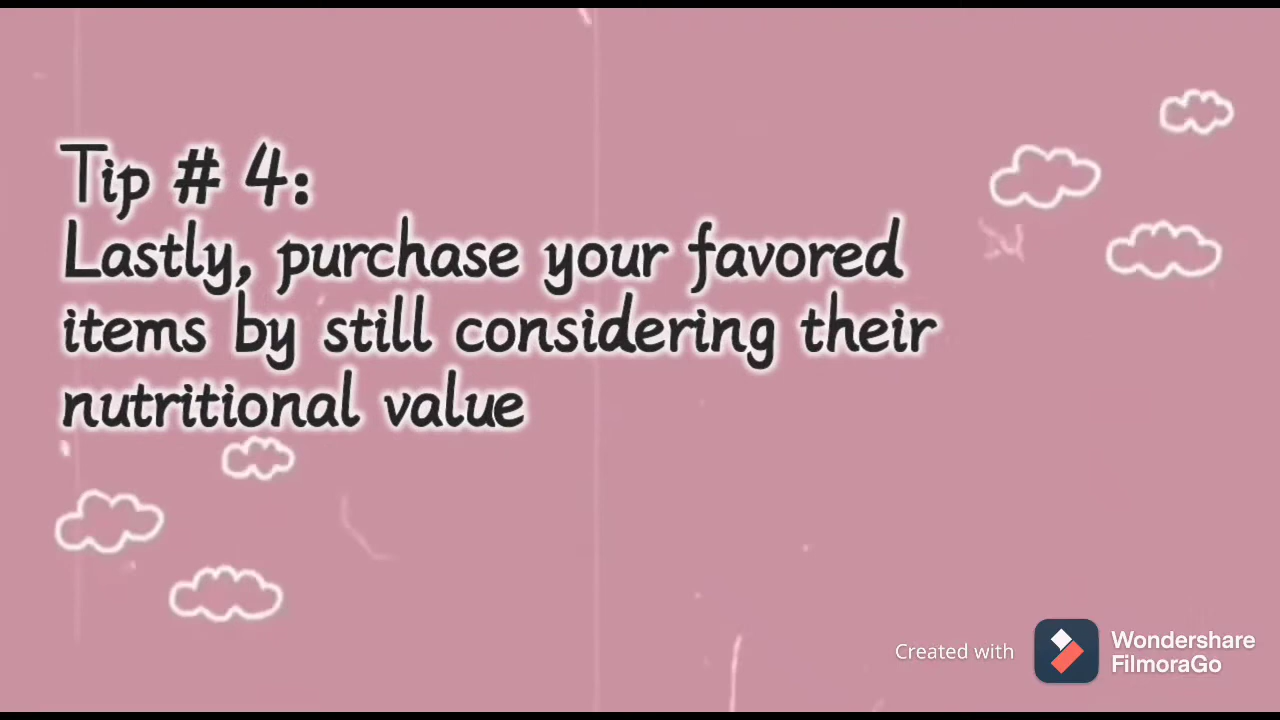 Tip # 4:
Lastly, purchase your favored
items by still considering their
nutritional value
Created with
Wondershare
FilmoraGo